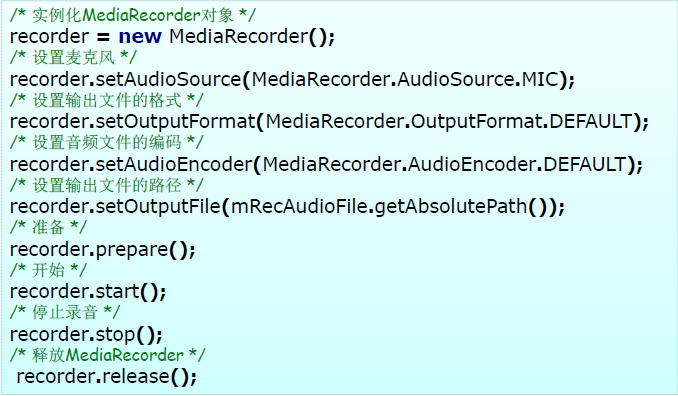 /* 实例化MediaRecorder对象 */
recorder = new MediaRecorder();
/* 设置麦克风 */
recorder.setAudioSource(MediaRecorder.AudioSource.MIC);
/* 设置输出文件的格式 */
recorder.setOutputFormat(MediaRecorder.OutputFormat.DEFAULT);
/* 设置音频文件的编码 */
recorder.setAudioEncoder(MediaRecorder.AudioEncoder.DEFAULT);
/* 设置输出文件的路径 */
recorder.setOutputFile(mRecAudioFile.getAbsolutePath());
/* 准备 */
recorder.prepare();
/* 开始 */
recorder.start();
/* 停止录音 */
recorder.stop();
/* 释放MediaRecorder */
recorder.release();